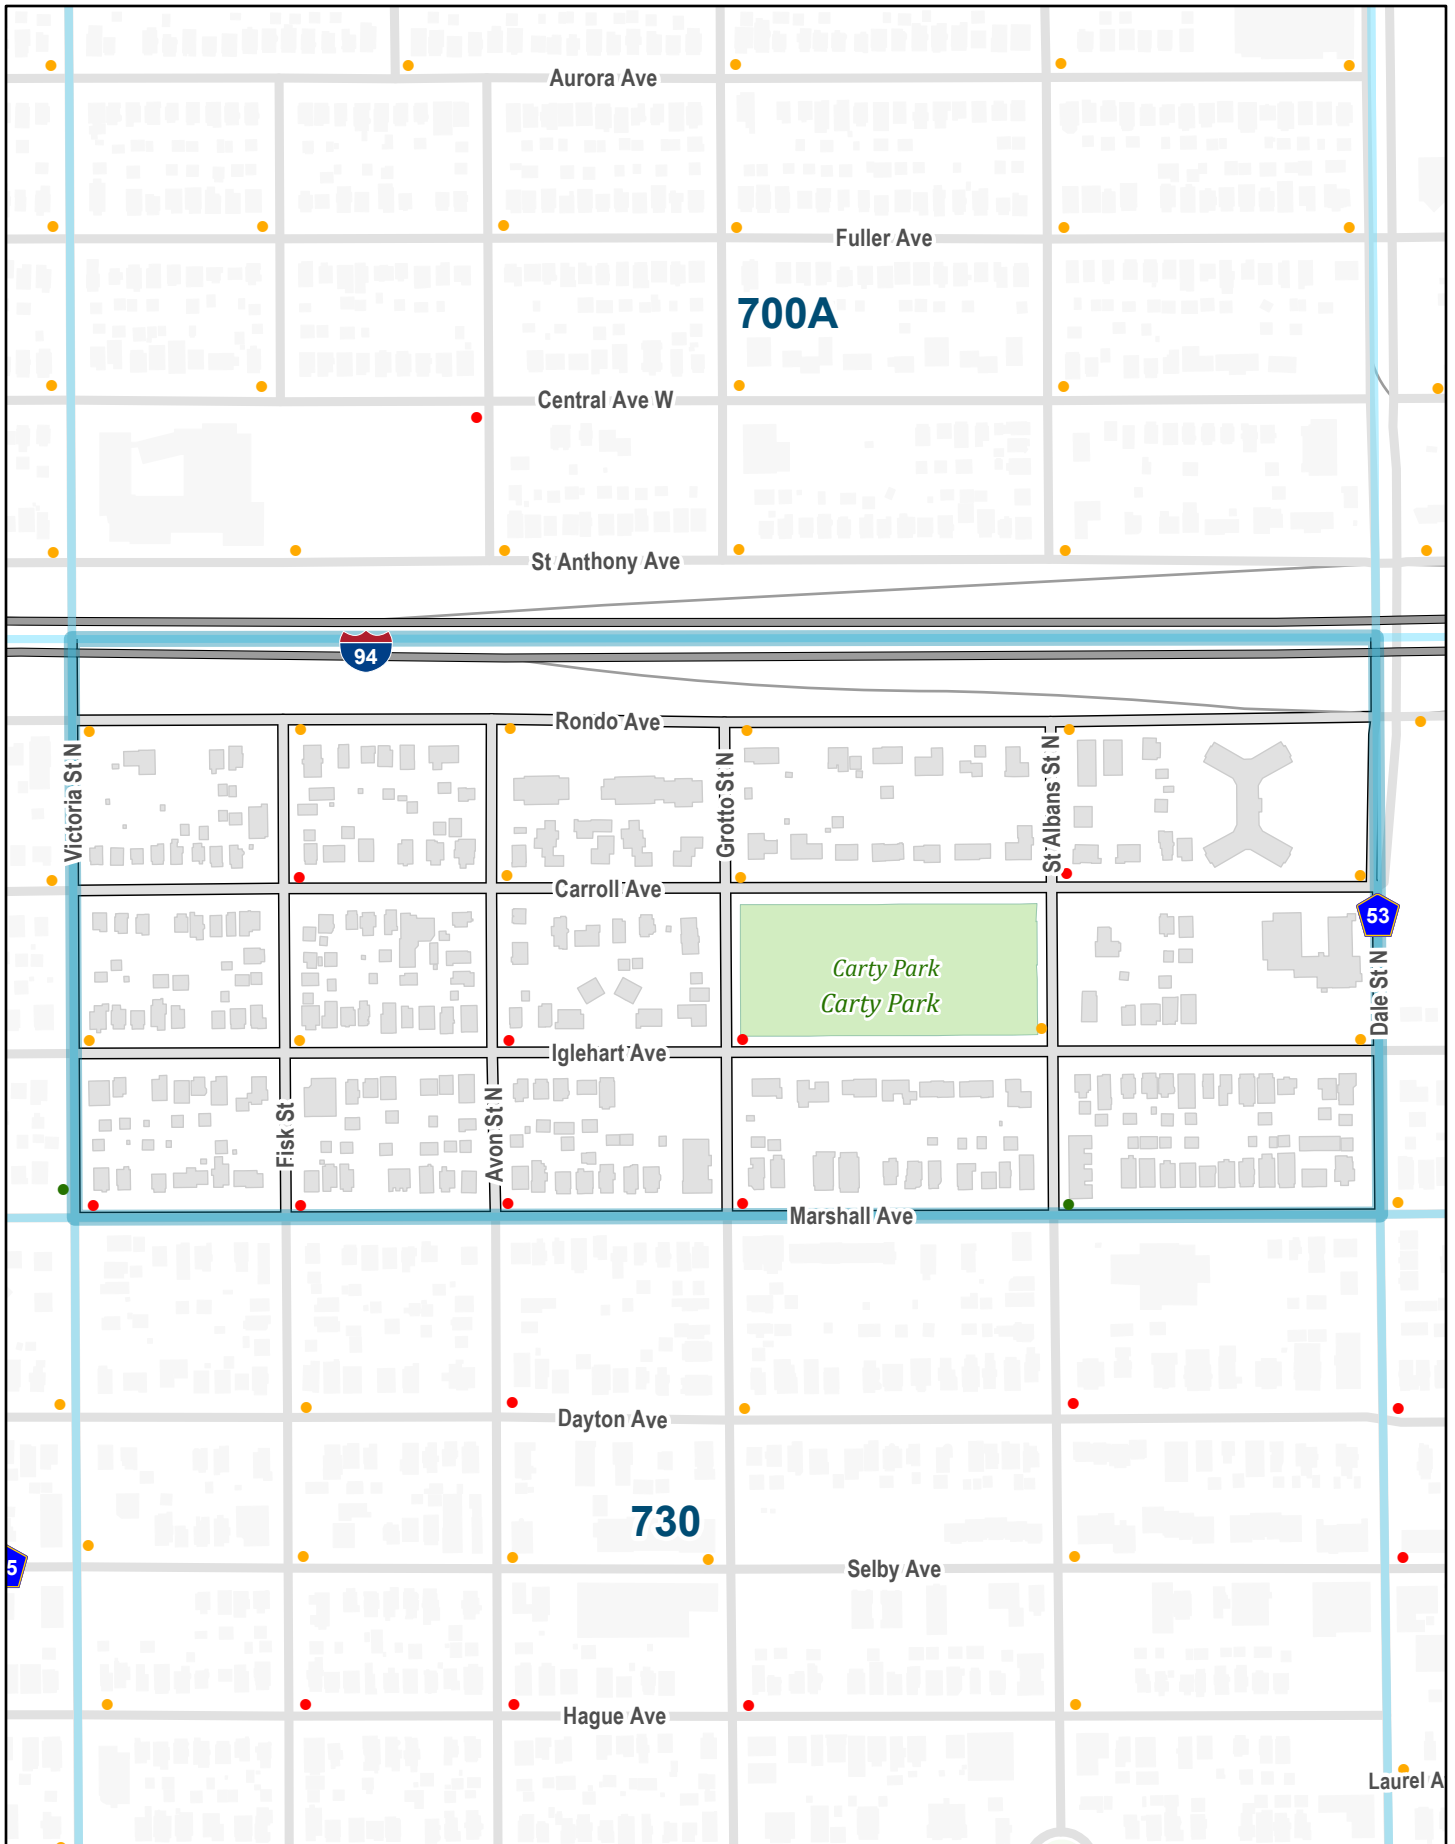 Aurora Ave
Fuller Ave
700A
Central Ave W
St Anthony Ave
94
Rondo Ave
Victoria St N
Grotto St N
St Albans St N
Carroll Ave
53
Carty Park
Carty Park
Dale St N
Iglehart Ave
Fisk St
Avon St N
Marshall Ave
Dayton Ave
730
5
Selby Ave
Hague Ave
Laurel A